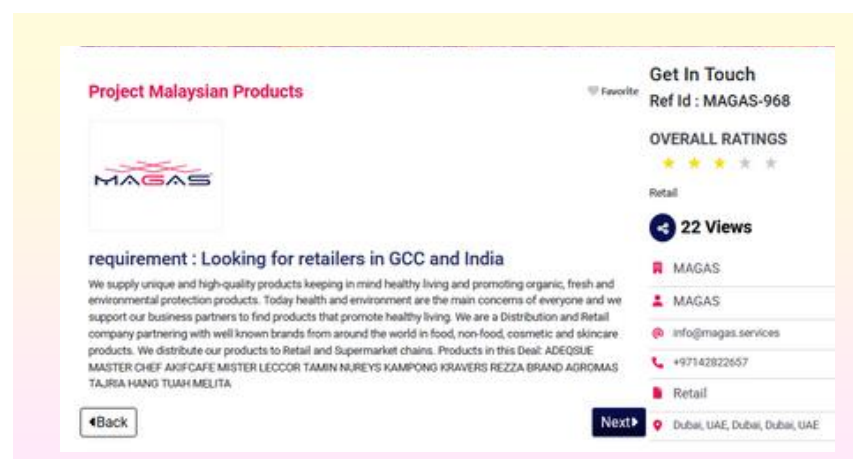 Project Malaysian Products
Favorite
MAGAS
requirement : Looking for retailers in GCC and India
We supply unique and high-quality products keeping in mind healthy living and promoting organic, fresh and
environmental protection products. Today health and environment are the main concerns of everyone and we
support our business partners to find products that promote healthy living. We are a Distribution and Retail
company partnering with well known brands from around the world in food, non-food, cosmetic and skincare
products. We distribute our products to Retail and Supermarket chains. Products in this Deal: ADEQSUE
MASTER CHEF AKIFCAFE MISTER LECCOR TAMIN NUREYS KAMPONG KRAVERS REZZA BRAND AGROMAS
TAJRIA HANG TUAH MELITA
Back
Next
Get In Touch
Ref Id : MAGAS-968
OVERALL RATINGS
Retail
22 Views
MAGAS
MAGAS
info@magas.services
+97142822657
Retail
Dubai, UAE, Dubai, Dubai, UAE